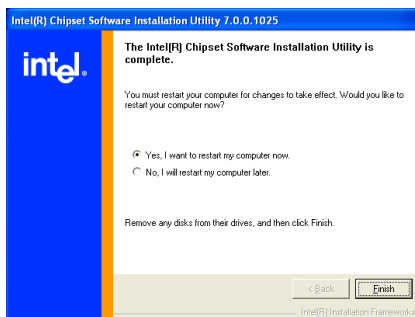 Intel(R) Chipset Software Installation Utility 7.0.0.1025
intel.
The Intel(R) Chipset Software Installation Utility is
complete.
You must restart your computer for changes to take effect. Would you like to
restart your computer now?
Yes, I want to restart my computer now.
No, I will restart my computer later.
Remove any disks from their drives, and then click Finish.
< Back
Finish
Intel(R) Installation Frameworks